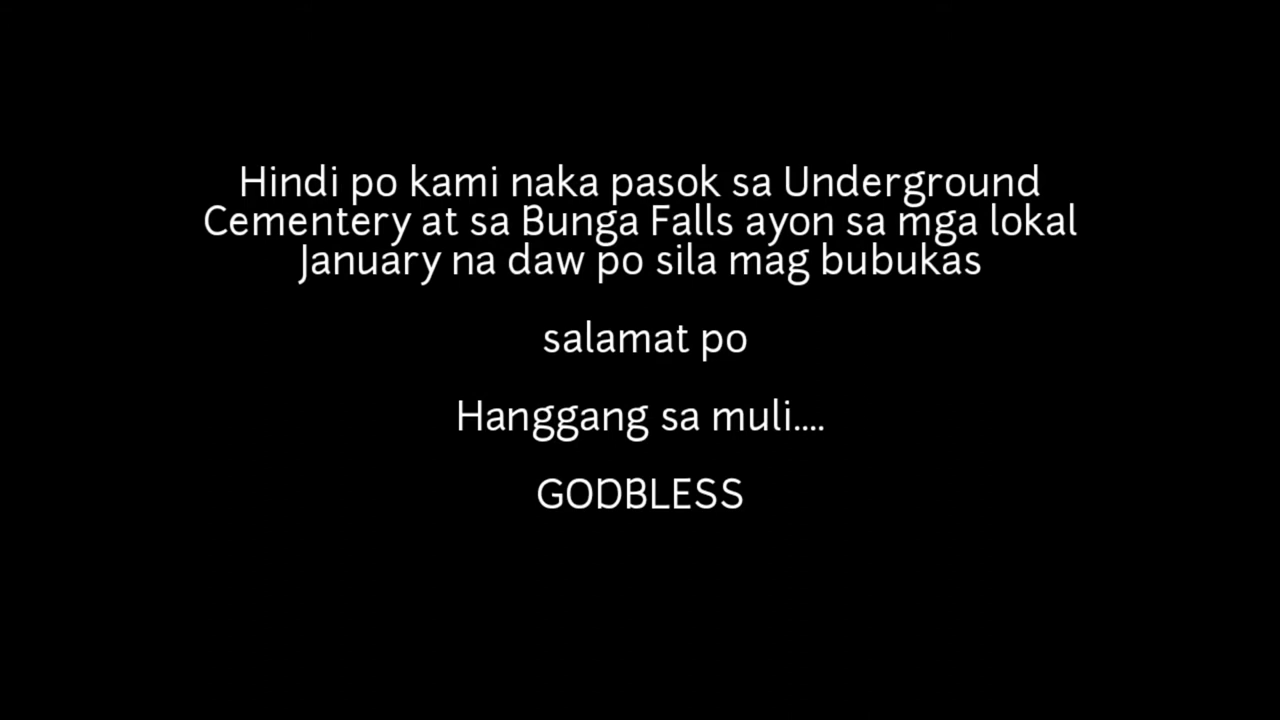 Hindi po kami naka pasok sa Underground
Cementery at sa Bunga Falls ayon sa mga lokal
January na daw po sila mag bubukas
salamat po
Hanggang sa muli....
GODBLESS